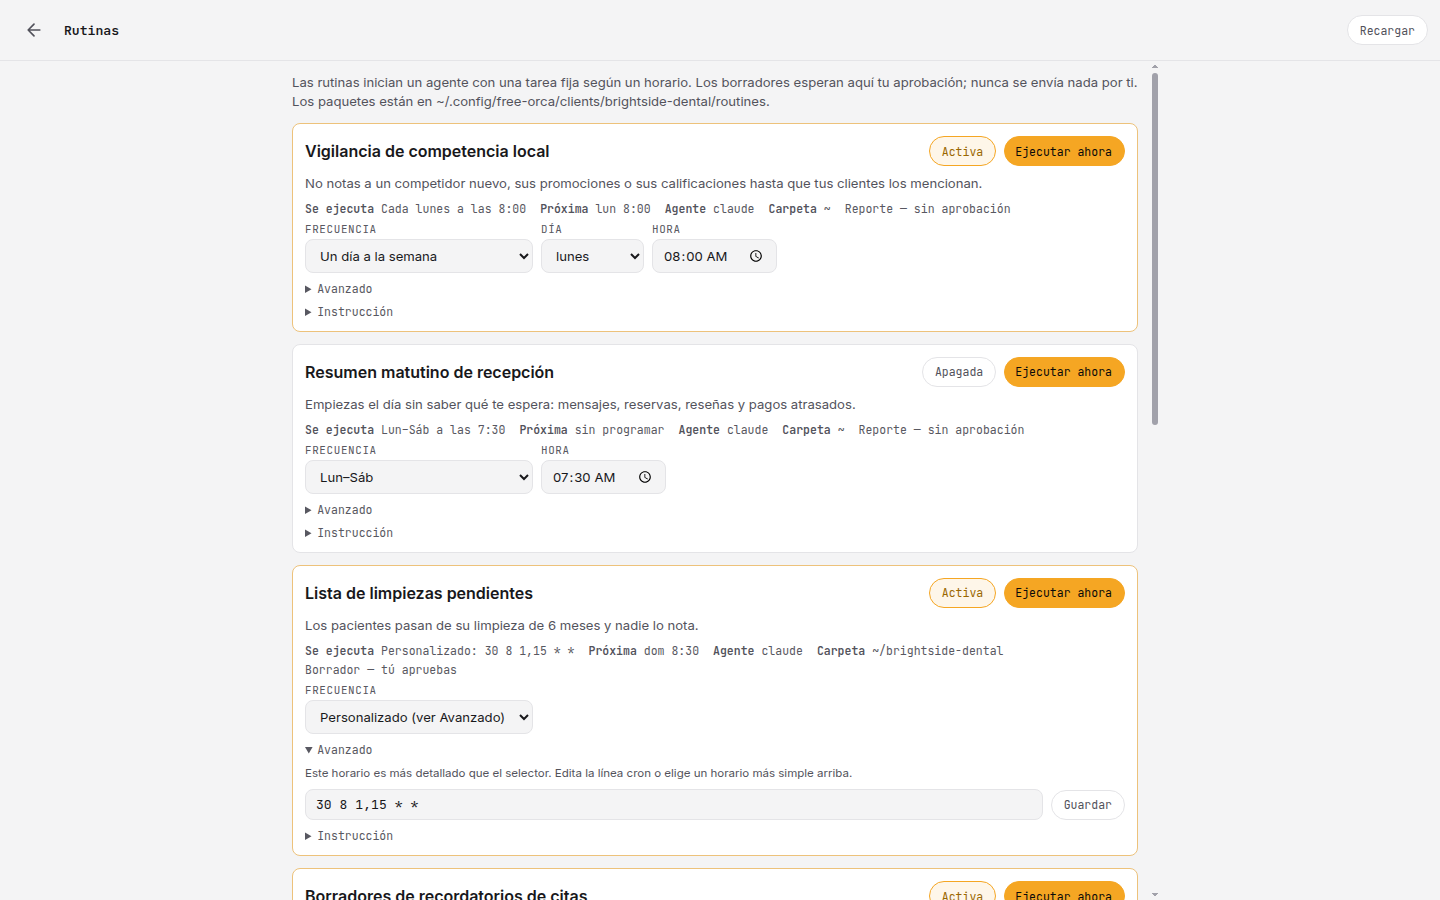 Rutinas
Recargar
Las rutinas inician un agente con una tarea fija según un horario. Los borradores esperan aquí tu aprobación; nunca se envía nada por ti.
Los paquetes están en ~/.config/free-orca/clients/brightside-dental/routines.
Vigilancia de competencia local
Activa
Ejecutar ahora
No notas a un competidor nuevo, sus promociones o sus calificaciones hasta que tus clientes los mencionan.
Se ejecuta Cada lunes a las 8:00 Próxima lun 8:00 Agente claude Carpeta ~ Reporte — sin aprobación
FRECUENCIA DÍA HORA
Un día a la semana lunes 08:00 AM
Avanzado
Instrucción
Resumen matutino de recepción
Apagada
Ejecutar ahora
Empiezas el día sin saber qué te espera: mensajes, reservas, reseñas y pagos atrasados.
Se ejecuta Lun–Sáb a las 7:30 Próxima sin programar Agente claude Carpeta ~ Reporte — sin aprobación
FRECUENCIA HORA
Lun–Sáb 07:30 AM
Avanzado
Instrucción
Lista de limpiezas pendientes
Activa
Ejecutar ahora
Los pacientes pasan de su limpieza de 6 meses y nadie lo nota.
Se ejecuta Personalizado: 30 8 1,15 * * Próxima dom 8:30 Agente claude Carpeta ~/brightside-dental
Borrador — tú apruebas
FRECUENCIA
Personalizado (ver Avanzado)
Avanzado
Este horario es más detallado que el selector. Edita la línea cron o elige un horario más simple arriba.
30 8 1,15 * *
Guardar
Instrucción
Borradores de recordatorios de citas
Activa
Ejecutar ahora